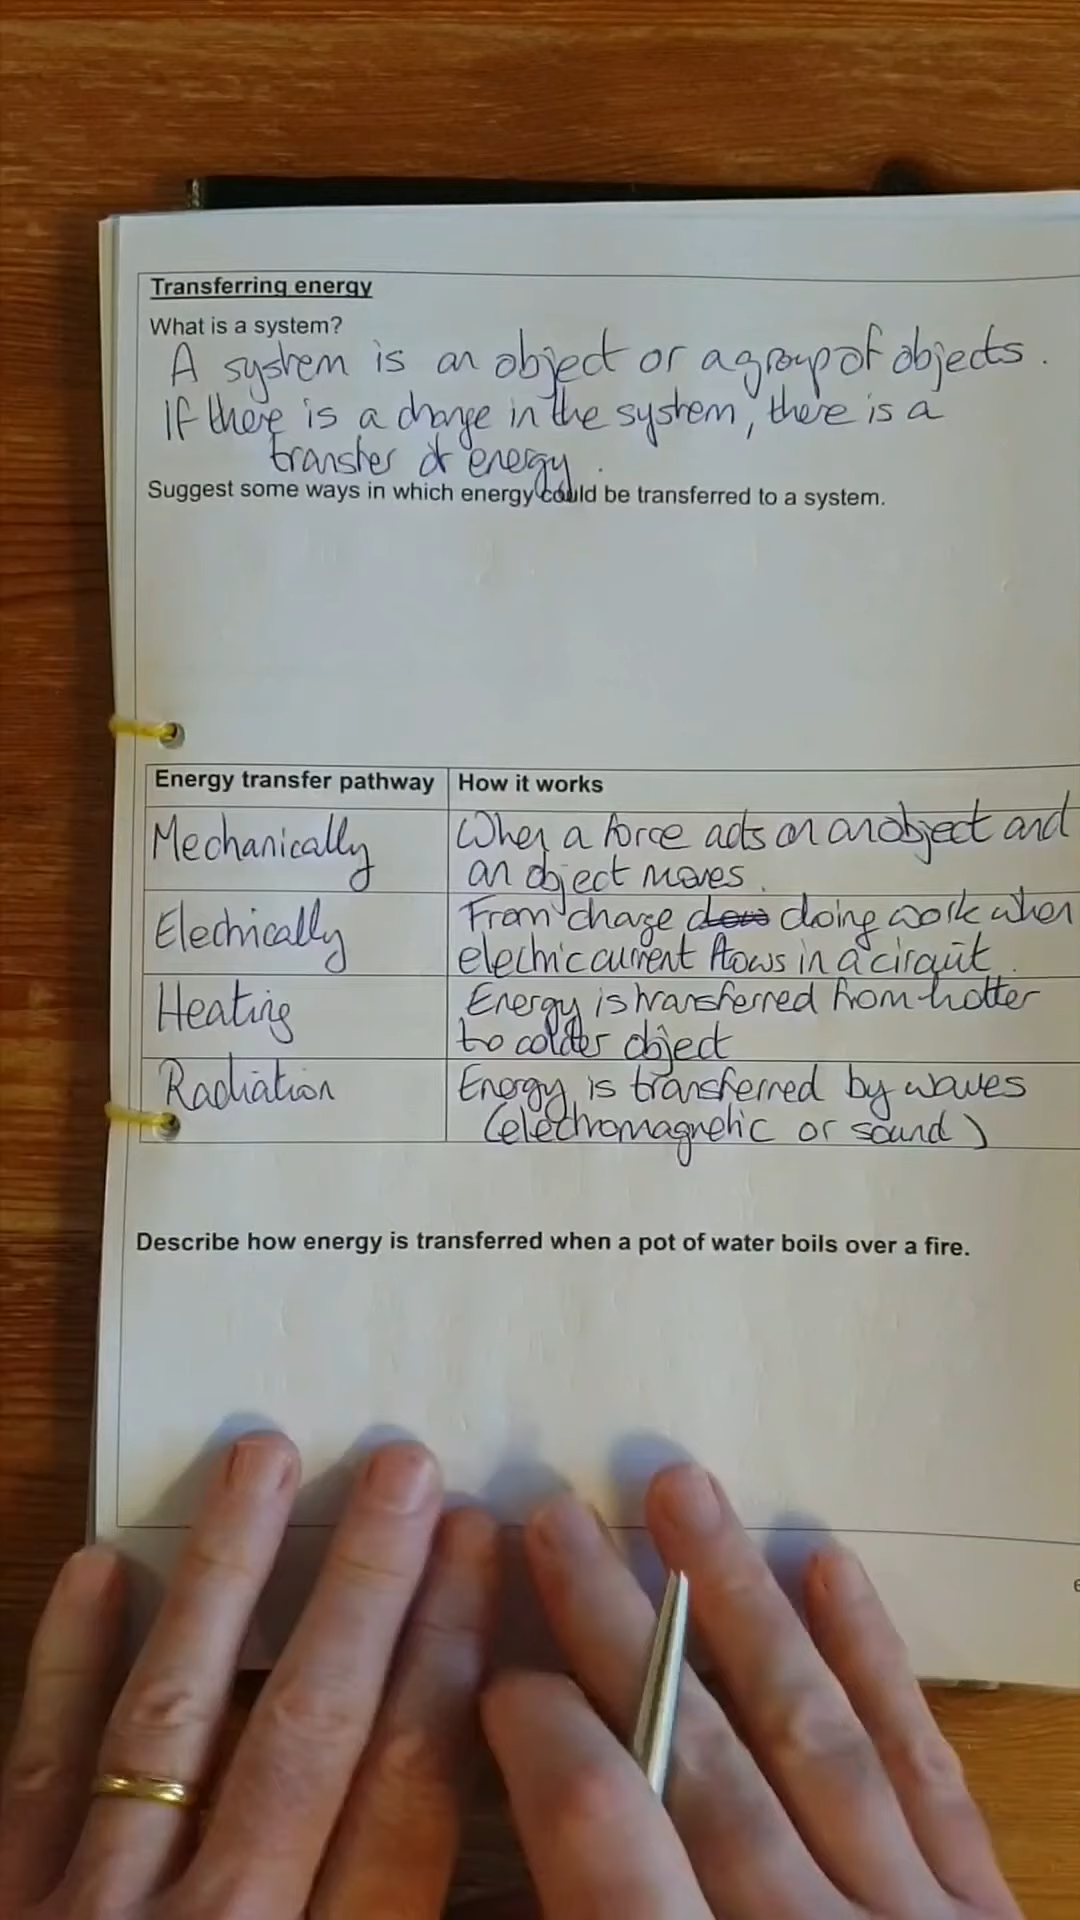 Transferring energy
What is a system?
A system is an object or a group of objects.
If there is a change in the system, there is a
transfer of energy.
Suggest some ways in which energy could be transferred to a system.
Energy transfer pathway How it works
Mechanically When a force acts on an object and
an object moves.
Electrically From charge doing work when
electric current flows in a circuit.
Heating Energy is transferred from hotter
to colder object
Radiation Energy is transferred by waves
(electromagnetic or sound)
Describe how energy is transferred when a pot of water boils over a fire.